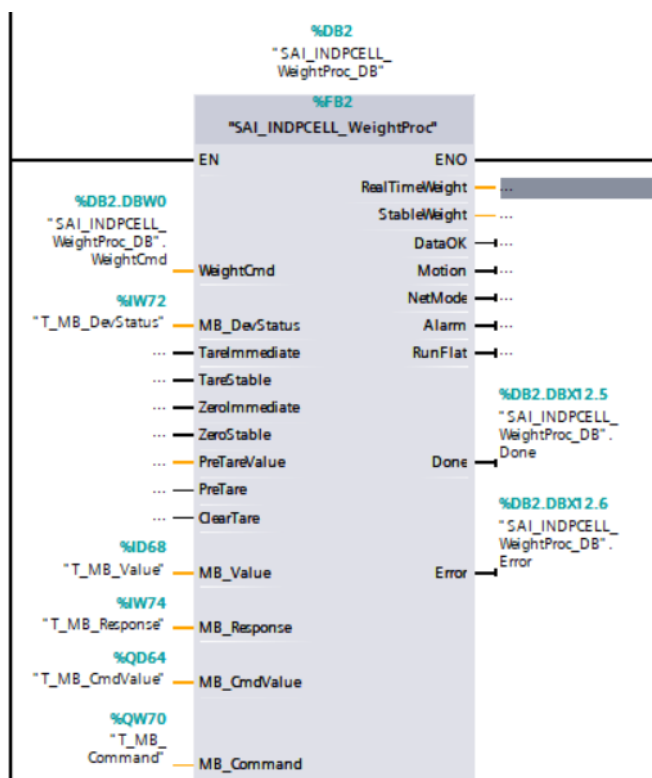 %DB2
"SAI_INDPCELL_
WeightProc_DB"
%FB2
"SAI_INDPCELL_WeightProc"
EN
ENO
RealTimeWeight
...
StableWeight
...
DataOK
...
%DB2.DBW0
"SAI_INDPCELL_
WeightProc_DB".
WeightCmd
WeightCmd
Motion
...
NetMode
...
%IW72
"T_MB_DevStatus"
MB_DevStatus
Alarm
...
...
TareImmediate
RunFlat
...
...
TareStable
...
ZeroImmediate
...
ZeroStable
%DB2.DBX12.5
"SAI_INDPCELL_
WeightProc_DB".
Done
...
PreTareValue
Done
...
PreTare
...
ClearTare
%DB2.DBX12.6
"SAI_INDPCELL_
WeightProc_DB".
Error
%ID68
"T_MB_Value"
MB_Value
Error
%IW74
"T_MB_Response"
MB_Response
%QD64
"T_MB_CmdValue"
MB_CmdValue
%QW70
"T_MB_
Command"
MB_Command